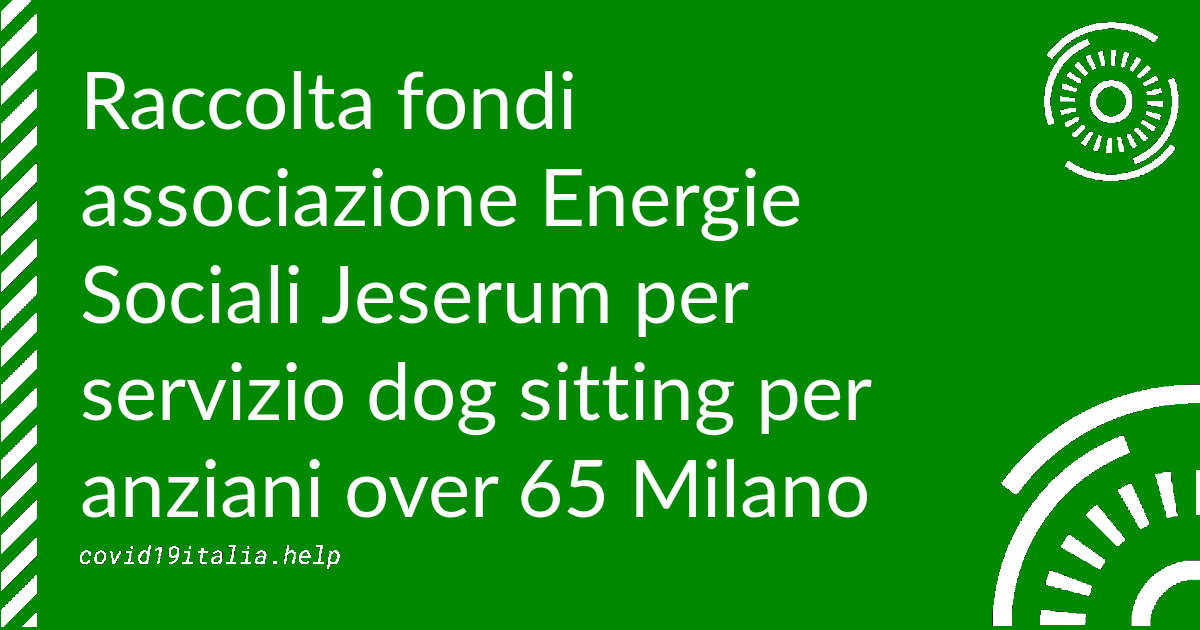 Raccolta fondi
associazione Energie
Sociali Jeserum per
servizio dog sitting per
anziani over 65 Milano
covid19italia.help